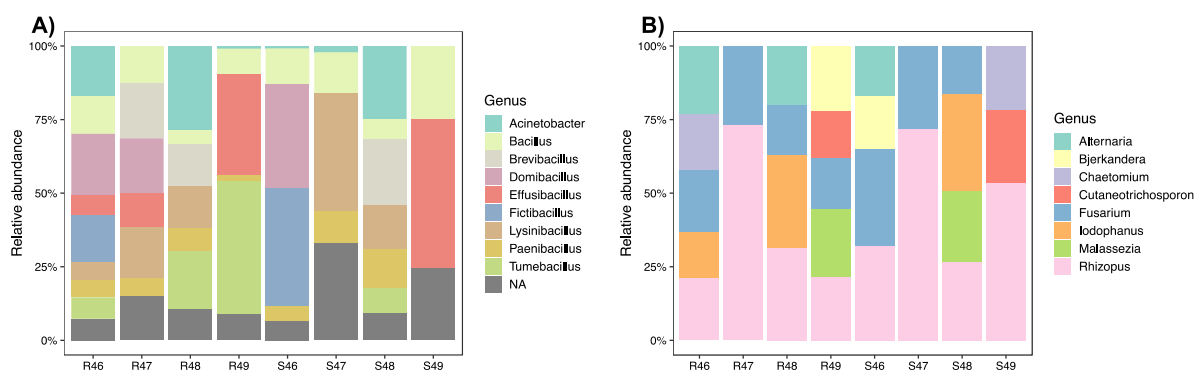 A)
Relative abundance
100%
75%
50%
25%
0%
R46 R47 R48 R49 S46 S47 S48 S49
Genus
Acinetobacter
Bacillus
Brevibacillus
Domibacillus
Effusibacillus
Fictibacillus
Lysinibacillus
Paenibacillus
Tumebacillus
NA
B)
Relative abundance
100%
75%
50%
25%
0%
R46 R47 R48 R49 S46 S47 S48 S49
Genus
Alternaria
Bjerkandera
Chaetomium
Cutaneotrichosporon
Fusarium
Iodophanus
Malassezia
Rhizopus